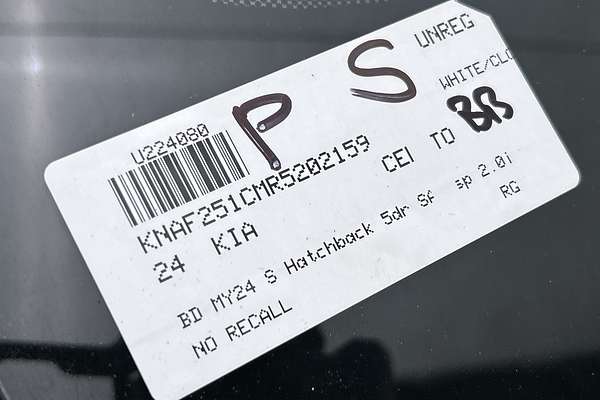 P S UNREG
WHITE/CLO
U224080
KNAF251CMR5202159 CEI TO BB
24 KIA
BD MY24 S Hatchback 5dr Sf sp 2.0i
RG
NO RECALL